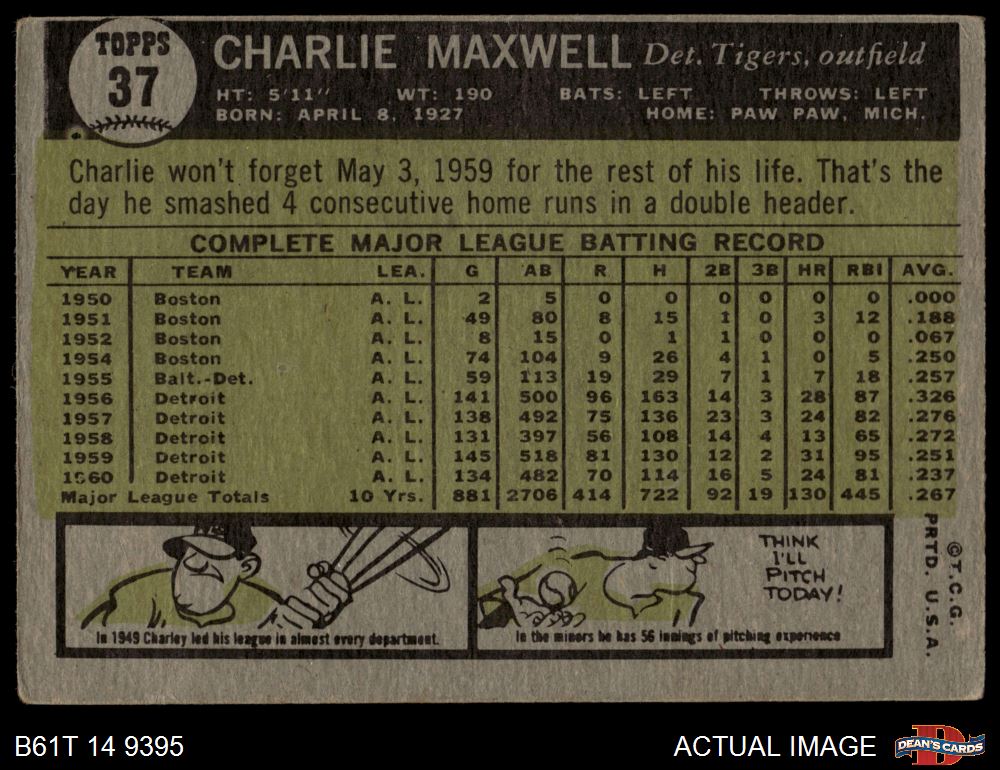 TOPPS
37
CHARLIE MAXWELL Det. Tigers, outfield
HT: 5'11" WT: 190 BATS: LEFT THROWS: LEFT
BORN: APRIL 8, 1927 HOME: PAW PAW, MICH.
Charlie won't forget May 3, 1959 for the rest of his life. That's the
day he smashed 4 consecutive home runs in a double header.
COMPLETE MAJOR LEAGUE BATTING RECORD
YEAR TEAM LEA. G AB R H 2B 3B HR RBI AVG.
1950 Boston A. L. 2 5 0 0 0 0 0 0 .000
1951 Boston A. L. 49 80 8 15 1 0 3 12 .188
1952 Boston A. L. 8 15 0 1 1 0 0 0 .067
1954 Boston A. L. 74 104 9 26 4 1 0 5 .250
1955 Balt.-Det. A. L. 59 113 19 29 7 1 7 18 .257
1956 Detroit A. L. 141 500 96 163 14 3 28 87 .326
1957 Detroit A. L. 138 492 75 136 23 3 24 82 .276
1958 Detroit A. L. 131 397 56 108 14 4 13 65 .272
1959 Detroit A. L. 145 518 81 130 12 2 31 95 .251
1960 Detroit A. L. 134 482 70 114 16 5 24 81 .237
Major League Totals 10 Yrs. 881 2706 414 722 92 19 130 445 .267
In 1949 Charley led his league in almost every department.
THINK
I'LL
PITCH
TODAY!
In the minors he has 56 innings of pitching experience
©T.C.G.
PRTD. U.S.A.
B61T 14 9395
ACTUAL IMAGE
D
DEAN'S CARDS